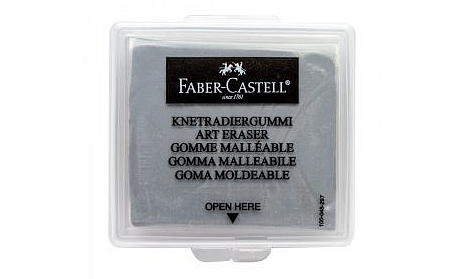 FABER-CASTELL®
since 1761
KNETRADIERGUMMI
ART ERASER
GOMME MALLÉABLE
GOMMA MALLEABILE
GOMA MOLDEABLE
OPEN HERE